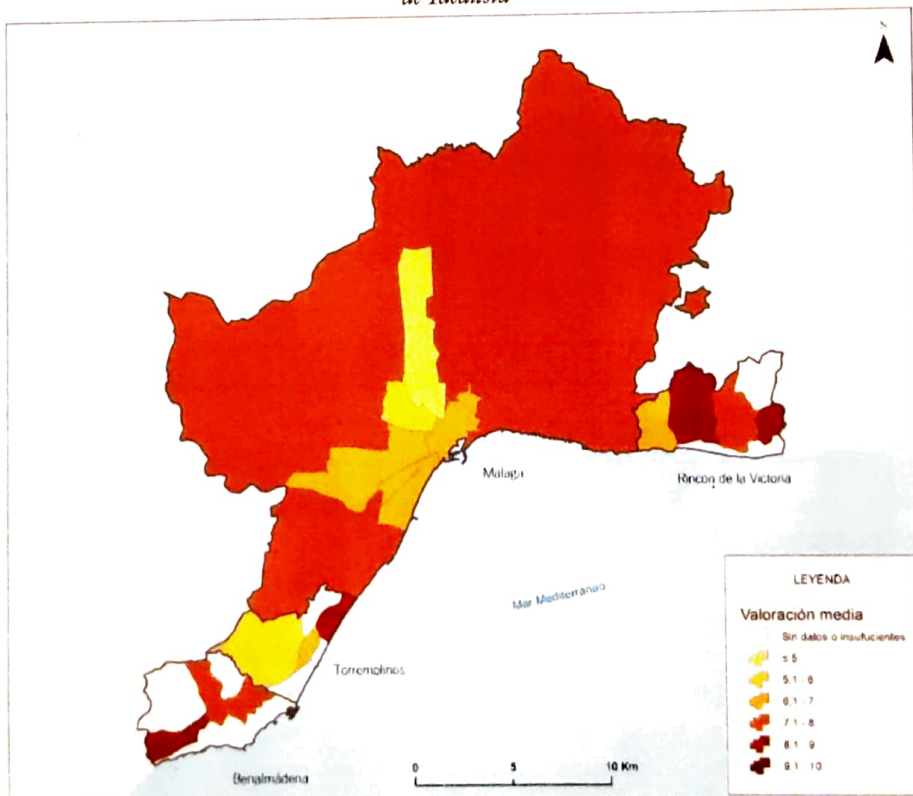 N
Malaga
Rincón de la Victoria
Mar Mediterraneo
Torremolinos
Benalmádena
0 5 10 Km
LEYENDA
Valoración media
Sin datos o insuficientes
≤ 5
5,1 - 6
6,1 - 7
7,1 - 8
8,1 - 9
9,1 - 10